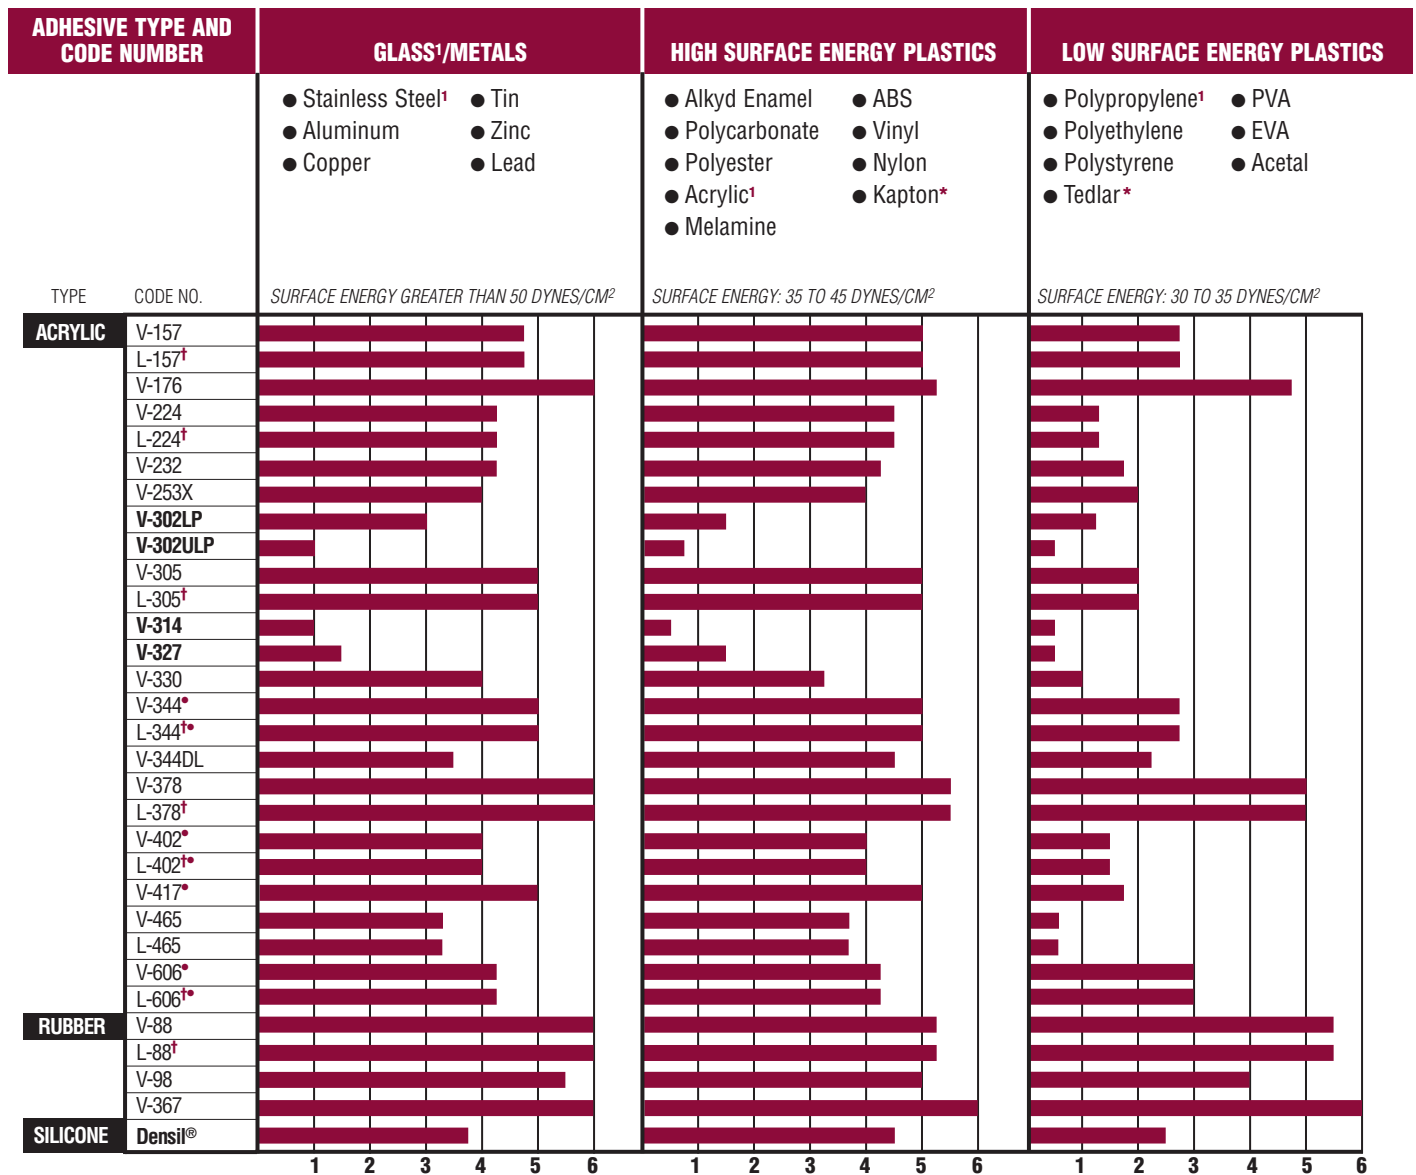 ADHESIVE TYPE AND
CODE NUMBER
GLASS¹/METALS
HIGH SURFACE ENERGY PLASTICS
LOW SURFACE ENERGY PLASTICS
● Stainless Steel¹ ● Tin
● Aluminum ● Zinc
● Copper ● Lead
● Alkyd Enamel ● ABS
● Polycarbonate ● Vinyl
● Polyester ● Nylon
● Acrylic¹ ● Kapton*
● Melamine
● Polypropylene¹ ● PVA
● Polyethylene ● EVA
● Polystyrene ● Acetal
● Tedlar*
TYPE CODE NO. SURFACE ENERGY GREATER THAN 50 DYNES/CM² SURFACE ENERGY: 35 TO 45 DYNES/CM² SURFACE ENERGY: 30 TO 35 DYNES/CM²
ACRYLIC V-157
L-157†
V-176
V-224
L-224†
V-232
V-253X
V-302LP
V-302ULP
V-305
L-305†
V-314
V-327
V-330
V-344●
L-344†●
V-344DL
V-378
L-378†
V-402●
L-402†●
V-417●
V-465
L-465
V-606●
L-606†●
RUBBER V-88
L-88†
V-98
V-367
SILICONE Densil®
1 2 3 4 5 6 1 2 3 4 5 6 1 2 3 4 5 6